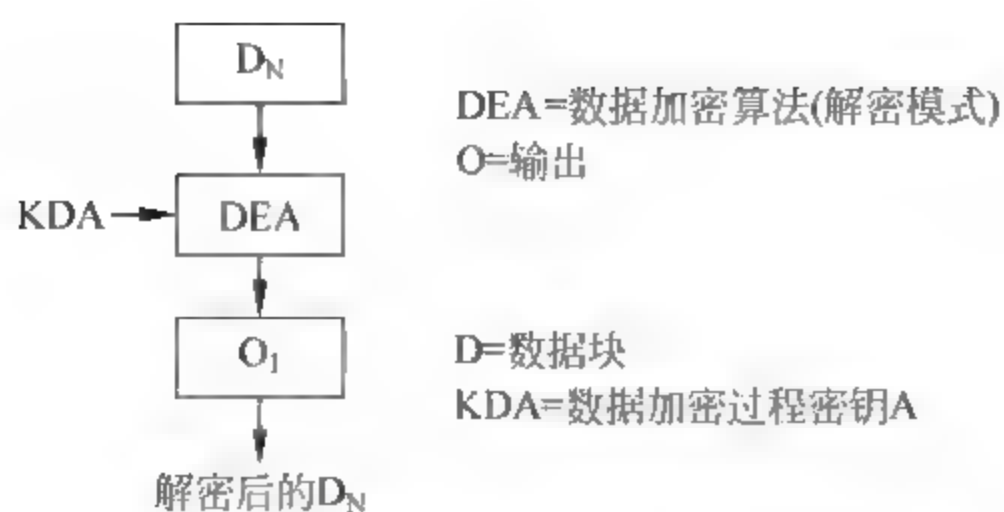 D_N
DEA=数据加密算法(解密模式)
O=输出
KDA
DEA
O₁
D=数据块
KDA=数据加密过程密钥A
解密后的D_N